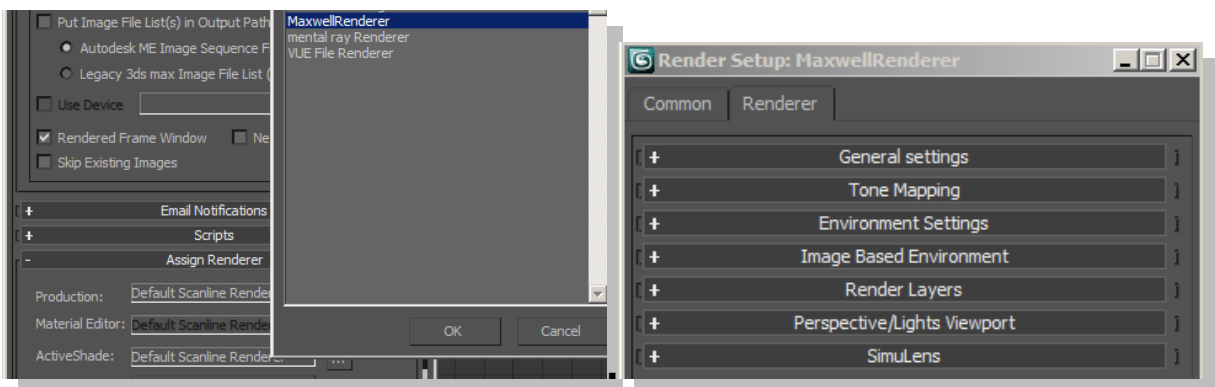 Put Image File List(s) in Output Path
Autodesk ME Image Sequence F
Legacy 3ds max Image File List (
Use Device
Rendered Frame Window
Ne
Skip Existing Images
+ Email Notifications
+ Scripts
- Assign Renderer
Production: Default Scanline Rende
Material Editor: Default Scanline Rende
ActiveShade: Default Scanline Renderer ...
MaxwellRenderer
mental ray Renderer
VUE File Renderer
OK Cancel
Render Setup: MaxwellRenderer
Common Renderer
+ General settings
+ Tone Mapping
+ Environment Settings
+ Image Based Environment
+ Render Layers
+ Perspective/Lights Viewport
+ SimuLens